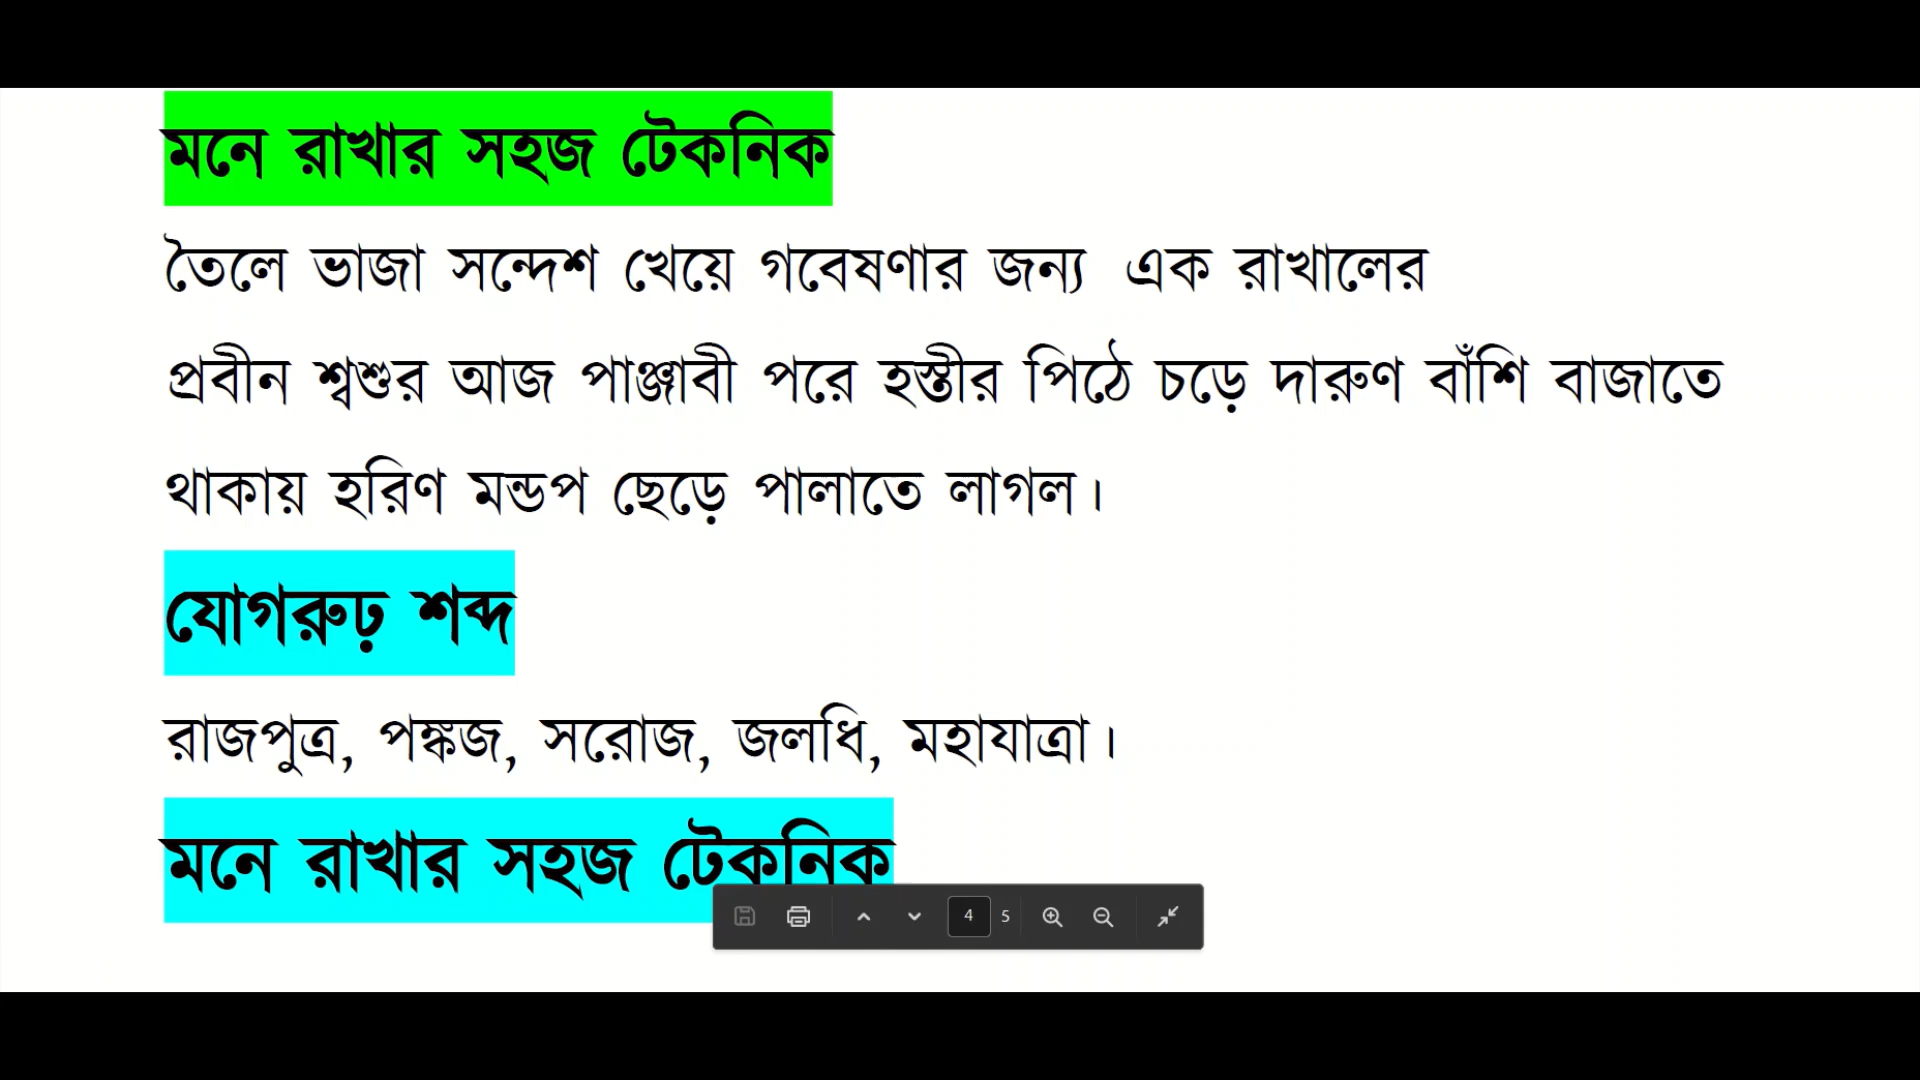 মনে রাখার সহজ টেকনিক
তৈলে ভাজা সন্দেশ খেয়ে গবেষণার জন্য এক রাখালের
প্রবীন শ্বশুর আজ পাঞ্জাবী পরে হস্তীর পিঠে চড়ে দারুণ বাঁশি বাজাতে
থাকায় হরিণ মন্ডপ ছেড়ে পালাতে লাগল।
যোগরুঢ় শব্দ
রাজপুত্র, পঙ্কজ, সরোজ, জলধি, মহাযাত্রা।
মনে রাখার সহজ টেকনিক
4 5